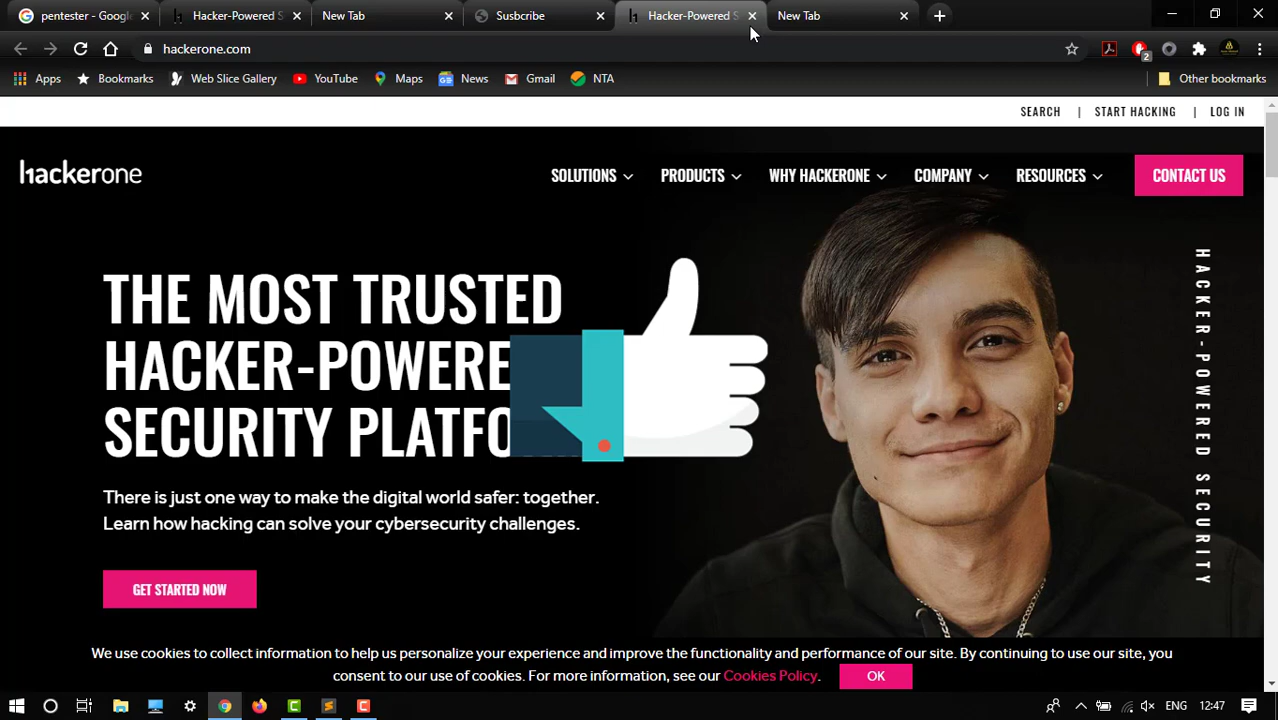 pentester - Google
Hacker-Powered S
New Tab
Susbcribe
Hacker-Powered S
New Tab
hackerone.com
2
Apps
Bookmarks
Web Slice Gallery
YouTube
Maps
News
Gmail
NTA
Other bookmarks
SEARCH | START HACKING | LOG IN
hackerone
SOLUTIONS
PRODUCTS
WHY HACKERONE
COMPANY
RESOURCES
CONTACT US
THE MOST TRUSTED
HACKER-POWERE
SECURITY PLATFO
HACKER-POWERED SECURITY
There is just one way to make the digital world safer: together.
Learn how hacking can solve your cybersecurity challenges.
GET STARTED NOW
We use cookies to collect information to help us personalize your experience and improve the functionality and performance of our site. By continuing to use our site, you
consent to our use of cookies. For more information, see our Cookies Policy.
OK
ENG
12:47